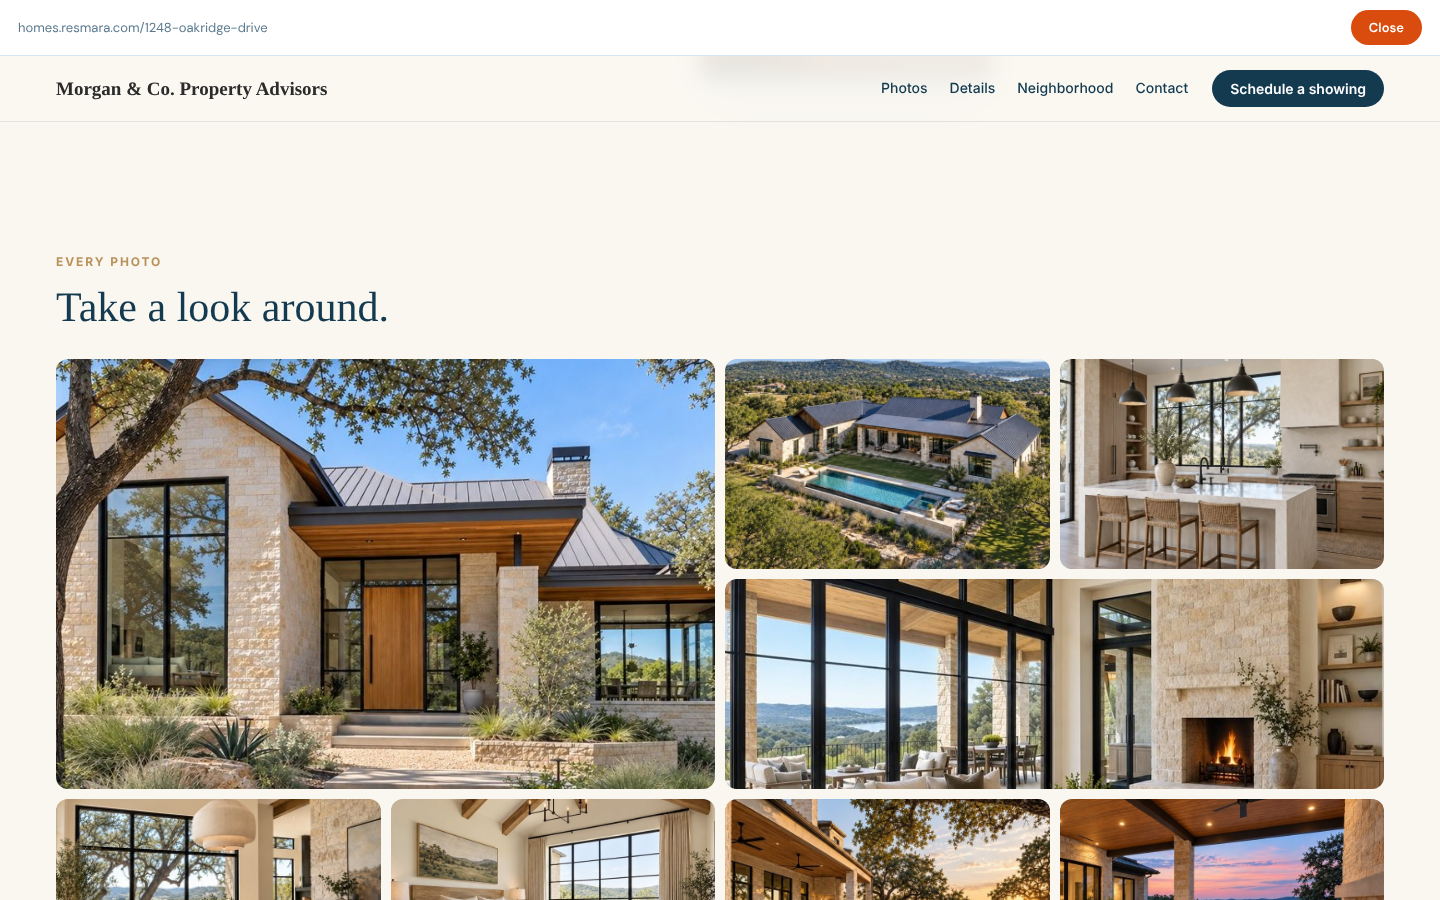 homes.resmara.com/1248-oakridge-drive
Close
Morgan & Co. Property Advisors
Photos
Details
Neighborhood
Contact
Schedule a showing
EVERY PHOTO
Take a look around.